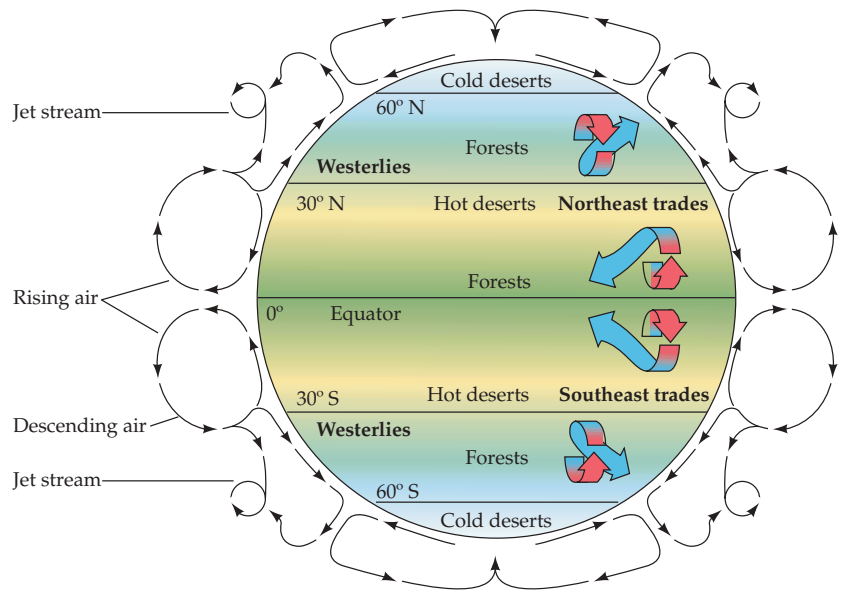 Cold deserts
60º N
Jet stream
Forests
Westerlies
30º N Hot deserts Northeast trades
Forests
Rising air
0º Equator
30º S Hot deserts Southeast trades
Descending air
Westerlies
Forests
Jet stream
60º S
Cold deserts